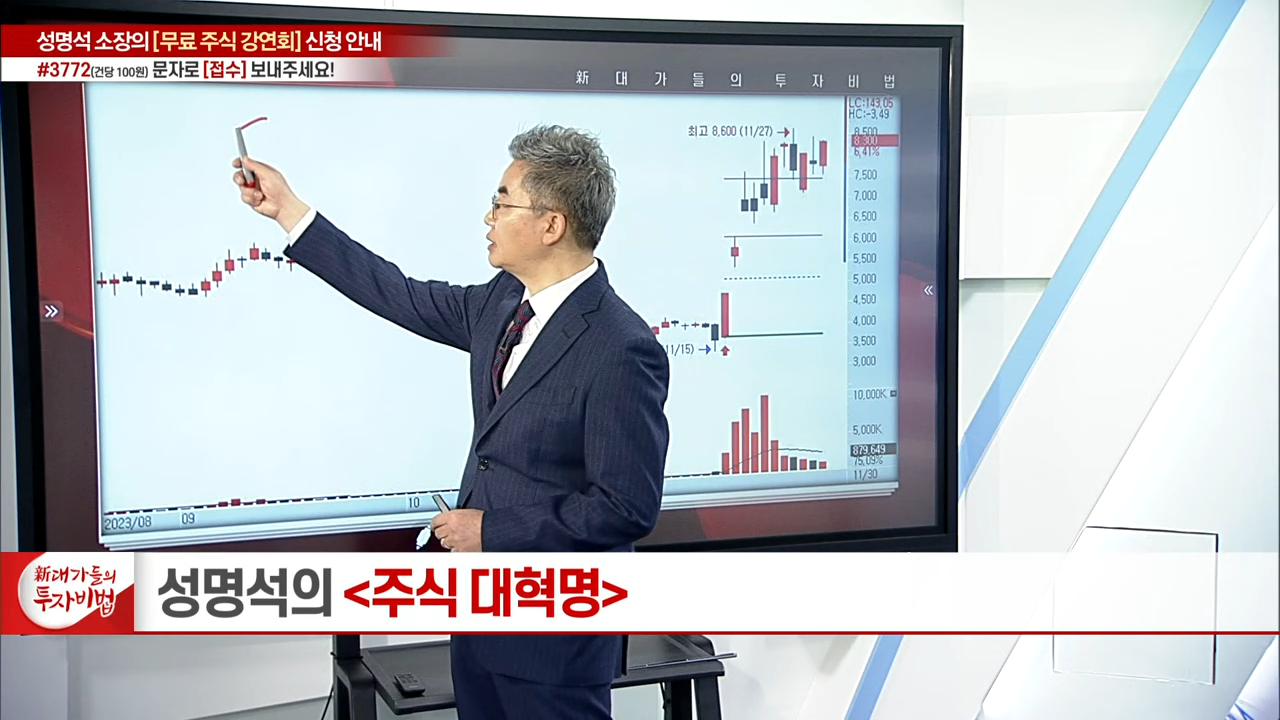 성명석 소장의 [무료 주식 강연회] 신청 안내
#3772(건당 100원) 문자로 [접수] 보내주세요!
新 대 가 들 의 투 자 비 법
LC:149.05
HC:-3.49
최고 8,600 (11/27)
8,500
8,300
6.41%
7,500
7,000
6,500
6,000
5,500
5,000
4,500
4,000
3,500
3,000
11/15)
10,000K
5,000K
879,649
75.09%
11/30
2023/08
09
10
新대가들의
투자비법
성명석의 <주식 대혁명>